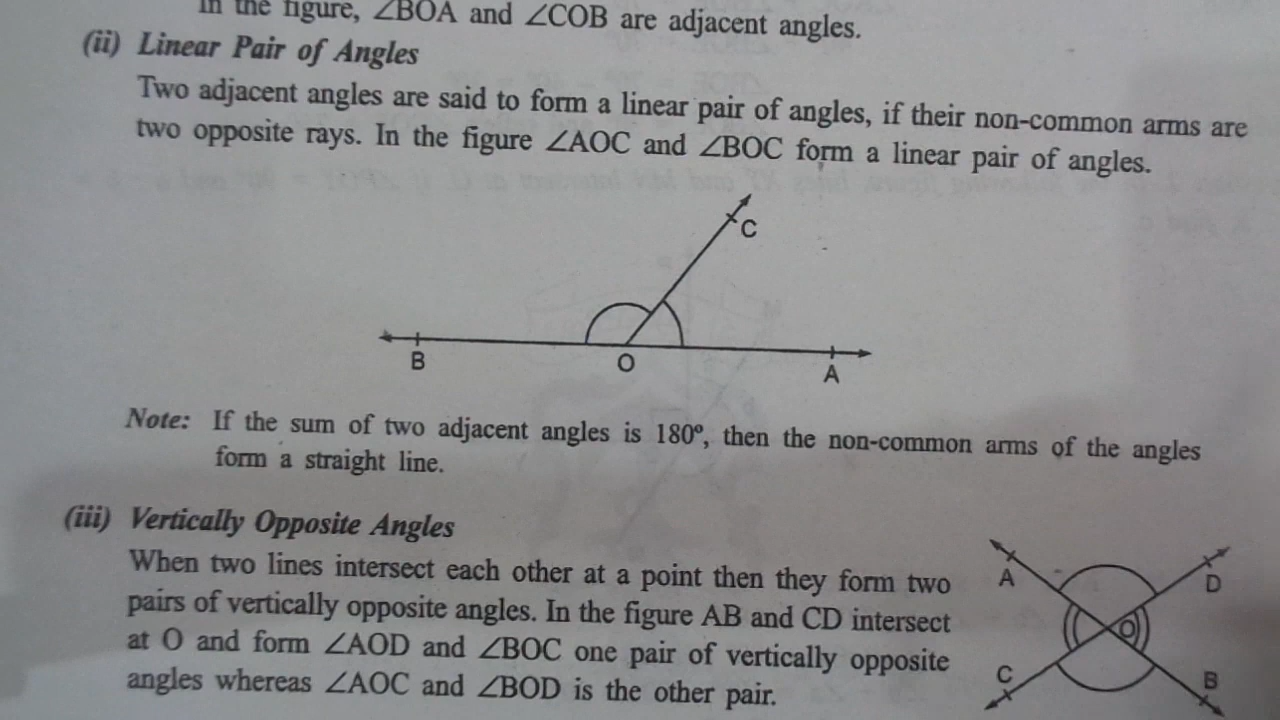 in the figure, ∠BOA and ∠COB are adjacent angles.
(ii) Linear Pair of Angles
Two adjacent angles are said to form a linear pair of angles, if their non-common arms are
two opposite rays. In the figure ∠AOC and ∠BOC form a linear pair of angles.
C
B
O
A
Note: If the sum of two adjacent angles is 180º, then the non-common arms of the angles
form a straight line.
(iii) Vertically Opposite Angles
When two lines intersect each other at a point then they form two
pairs of vertically opposite angles. In the figure AB and CD intersect
at O and form ∠AOD and ∠BOC one pair of vertically opposite
angles whereas ∠AOC and ∠BOD is the other pair.
A
D
O
C
B